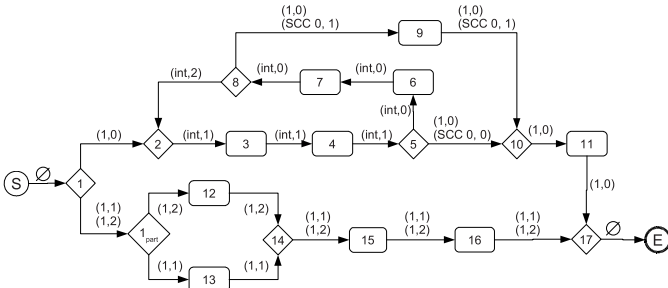 (1,0)
(SCC 0, 1)
9
(1,0)
(SCC 0, 1)
(int,2)
8
(int,0)
7
(int,0)
6
(int,0)
(1,0)
2
(int,1)
3
(int,1)
4
(int,1)
5
(1,0)
(SCC 0, 0)
10
(1,0)
11
S
∅
1
(1,0)
(1,1)
(1,2)
1part
(1,2)
12
(1,2)
(1,1)
13
(1,1)
14
(1,1)
(1,2)
15
(1,1)
(1,2)
16
(1,1)
(1,2)
17
∅
E